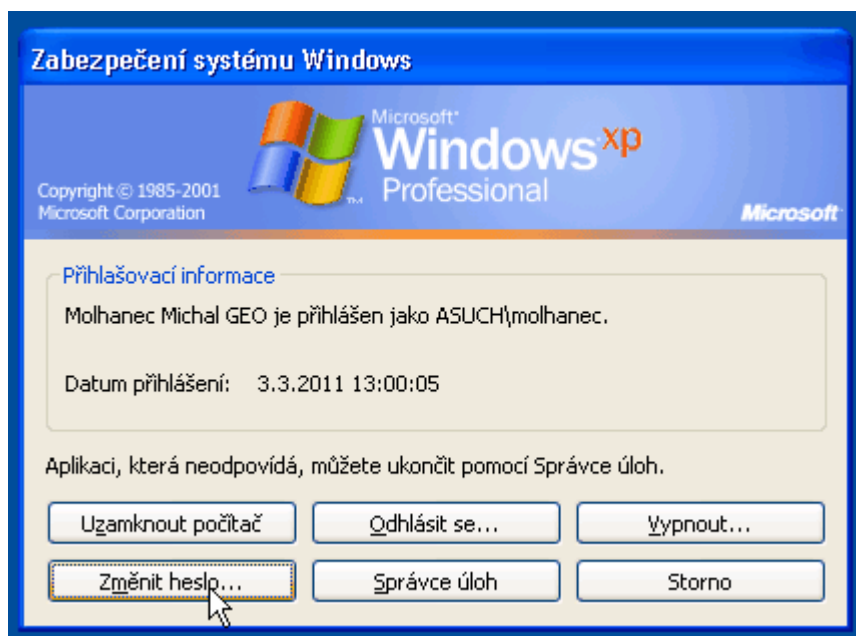 Zabezpečení systému Windows
Microsoft
Windows xp
Professional
TM
Copyright © 1985-2001
Microsoft Corporation
Microsoft
Přihlašovací informace
Molhanec Michal GEO je přihlášen jako ASUCH\molhanec.
Datum přihlášení: 3.3.2011 13:00:05
Aplikaci, která neodpovídá, můžete ukončit pomocí Správce úloh.
Uzamknout počítač Odhlásit se... Vypnout...
Změnit heslo... Správce úloh Storno